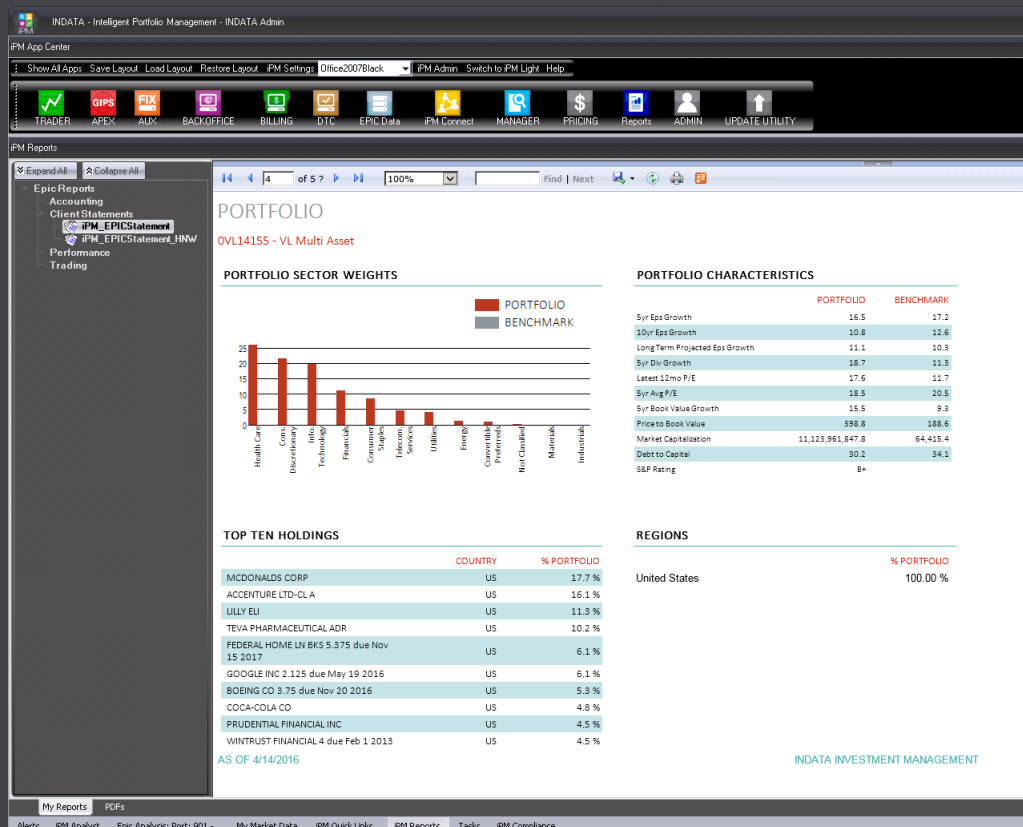 INDATA - Intelligent Portfolio Management - INDATA Admin
iPM
iPM App Center
Show All Apps Save Layout Load Layout Restore Layout iPM Settings Office2007Black iPM Admin Switch to iPM Light Help
GIPS FIX
TRADER APEX AUX BACKOFFICE BILLING DTC EPIC Data iPM Connect MANAGER PRICING Reports ADMIN UPDATE UTILITY
iPM Reports
Expand All Collapse All
Epic Reports
Accounting
Client Statements
iPM_EPICStatement
iPM_EPICStatement_HNW
Performance
Trading
4 of 5 ? 100% Find | Next
PORTFOLIO
0VL14155 - VL Multi Asset
PORTFOLIO SECTOR WEIGHTS
PORTFOLIO
BENCHMARK
25
20
15
10
5
0
Health Care
Cons.
Discretionary
Info.
Technology
Financials
Consumer
Staples
Telecom.
Services
Utilities
Energy
Convertible
Preferreds
Not Classified
Materials
Industrials
PORTFOLIO CHARACTERISTICS
PORTFOLIO BENCHMARK
5yr Eps Growth 16.5 17.2
10yr Eps Growth 10.8 12.6
Long Term Projected Eps Growth 11.1 10.3
5yr Div Growth 18.7 11.3
Latest 12mo P/E 17.6 11.7
5yr Avg P/E 18.5 20.5
5yr Book Value Growth 15.5 9.3
Price to Book Value 398.8 188.6
Market Capitalization 11,123,961,847.8 64,415.4
Debt to Capital 30.2 34.1
S&P Rating B+
TOP TEN HOLDINGS
COUNTRY % PORTFOLIO
MCDONALDS CORP US 17.7 %
ACCENTURE LTD-CL A US 16.1 %
LILLY ELI US 11.3 %
TEVA PHARMACEUTICAL ADR US 10.2 %
FEDERAL HOME LN BKS 5.375 due Nov
15 2017 US 6.1 %
GOOGLE INC 2.125 due May 19 2016 US 6.1 %
BOEING CO 3.75 due Nov 20 2016 US 5.3 %
COCA-COLA CO US 4.8 %
PRUDENTIAL FINANCIAL INC US 4.5 %
WINTRUST FINANCIAL 4 due Feb 1 2013 US 4.5 %
REGIONS
% PORTFOLIO
United States 100.00 %
AS OF 4/14/2016 INDATA INVESTMENT MANAGEMENT
My Reports PDFs
Alerts iPM Analyst Epic Analysis: Port: 901 - My Market Data iPM Quick Links iPM Reports Tasks iPM Compliance